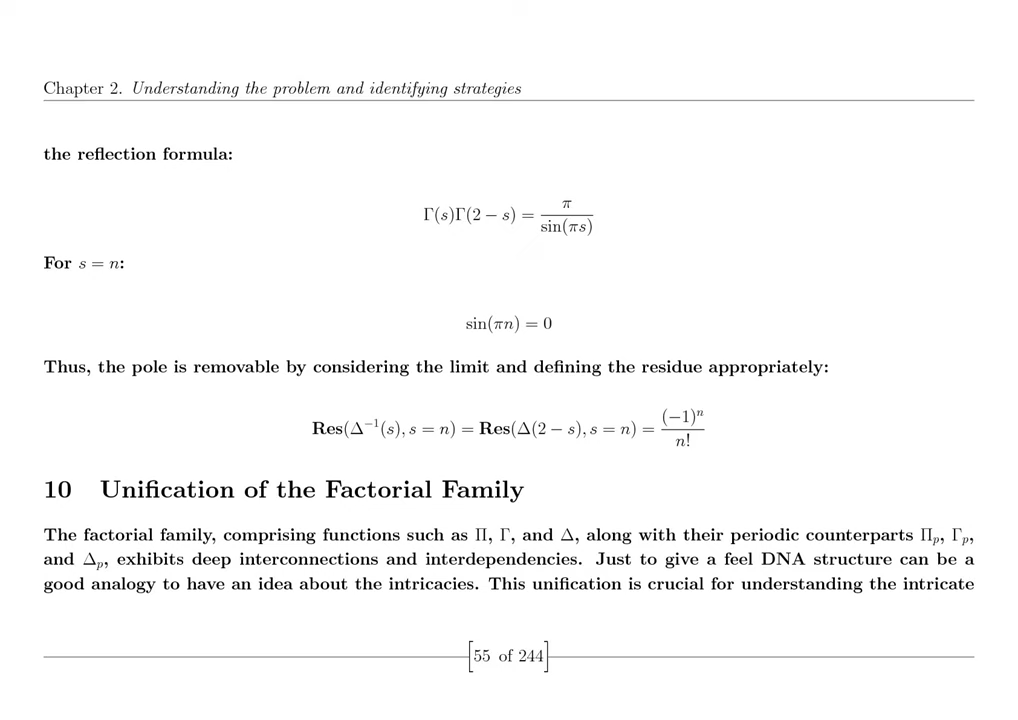 Chapter 2. Understanding the problem and identifying strategies
the reflection formula:
Γ(s)Γ(2 − s) = π / sin(πs)
For s = n:
sin(πn) = 0
Thus, the pole is removable by considering the limit and defining the residue appropriately:
Res(Δ⁻¹(s), s = n) = Res(Δ(2 − s), s = n) = (−1)ⁿ / n!
10 Unification of the Factorial Family
The factorial family, comprising functions such as Π, Γ, and Δ, along with their periodic counterparts Πₚ, Γₚ,
and Δₚ, exhibits deep interconnections and interdependencies. Just to give a feel DNA structure can be a
good analogy to have an idea about the intricacies. This unification is crucial for understanding the intricate
[55 of 244]